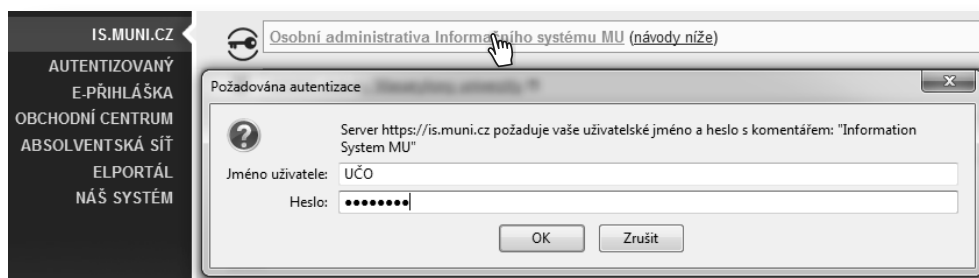 IS.MUNI.CZ
AUTENTIZOVANÝ
E-PŘIHLÁŠKA
OBCHODNÍ CENTRUM
ABSOLVENTSKÁ SÍŤ
ELPORTÁL
NÁŠ SYSTÉM
Osobní administrativa Informačního systému MU (návody níže)
Požadována autentizace
Server https://is.muni.cz požaduje vaše uživatelské jméno a heslo s komentářem: "Information
System MU"
Jméno uživatele: UČO
Heslo: ••••••••
OK Zrušit